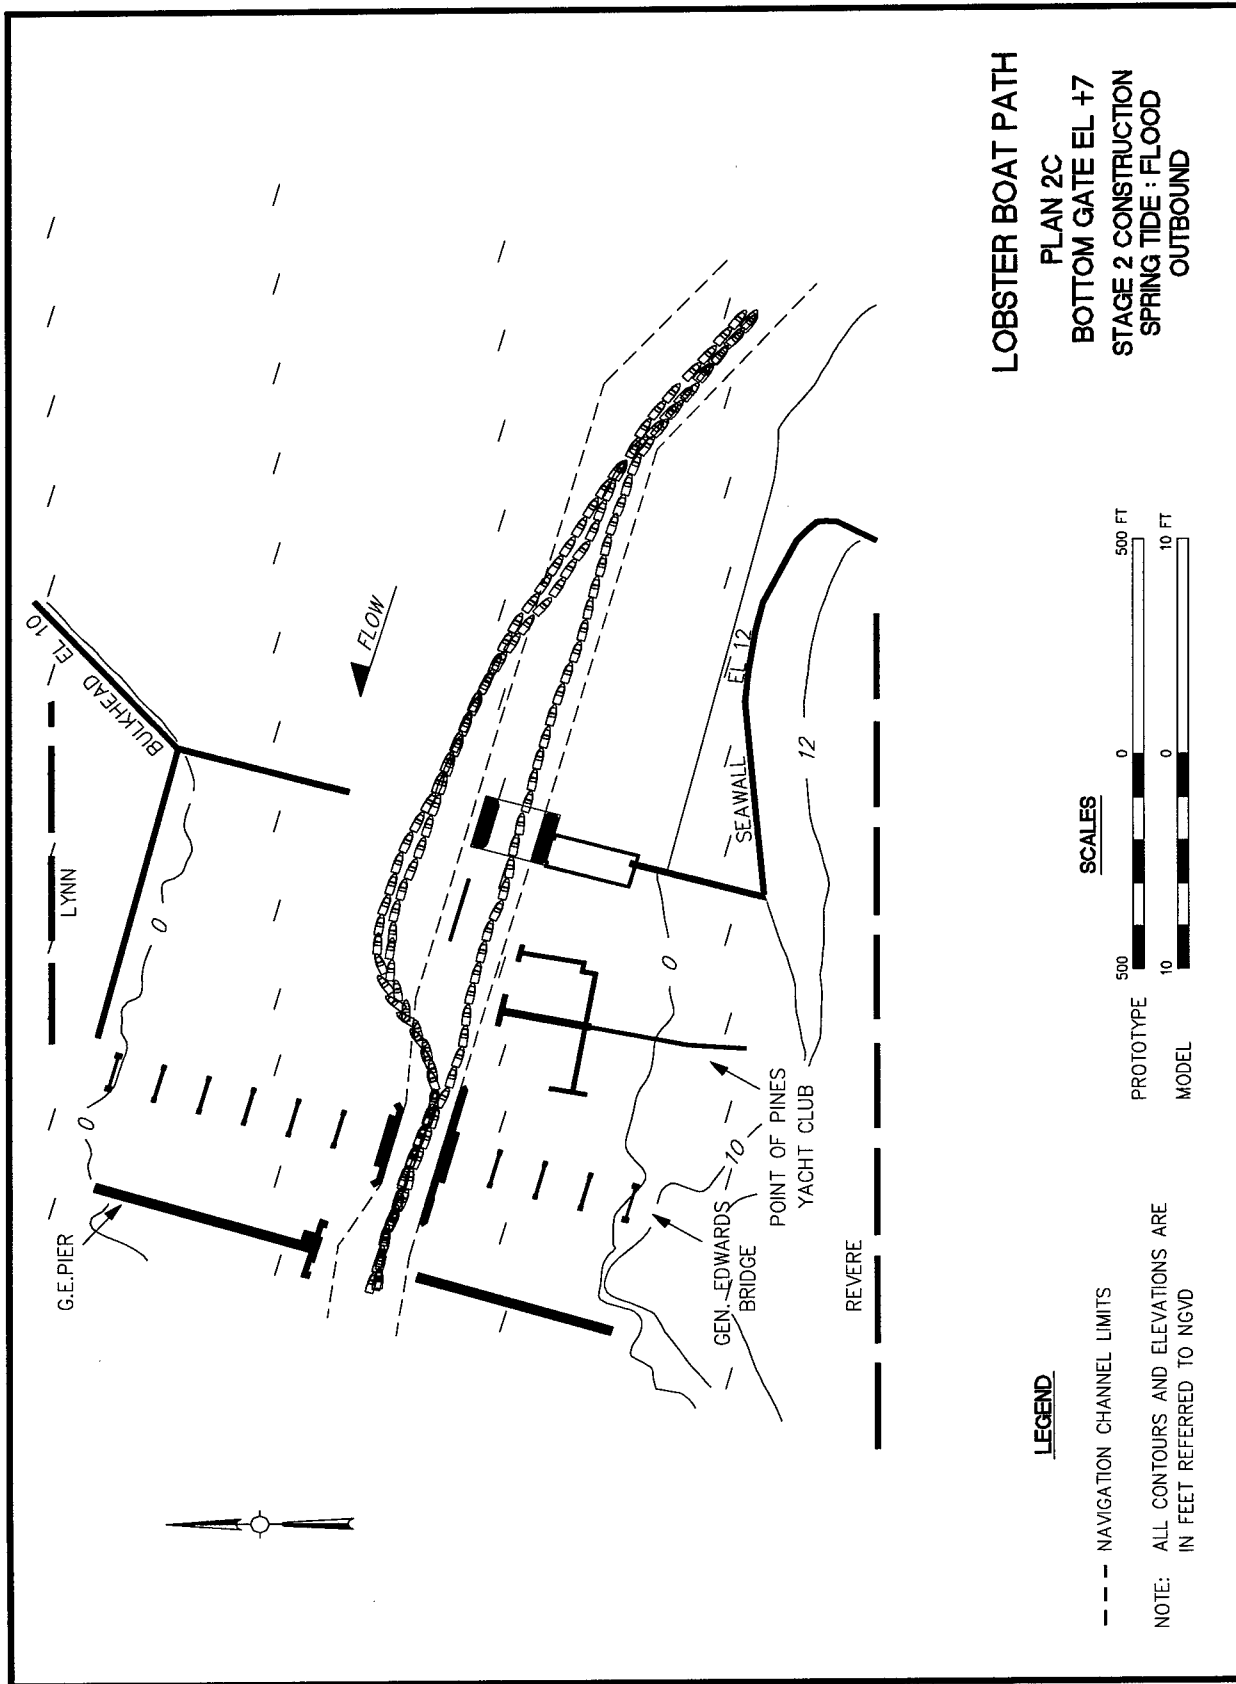 LOBSTER BOAT PATH
PLAN 2C
BOTTOM GATE EL +7
STAGE 2 CONSTRUCTION
SPRING TIDE : FLOOD
OUTBOUND
LYNN
BULKHEAD EL 10
FLOW
G.E.PIER
0
0
0
SEAWALL EL 12
12
10
POINT OF PINES
YACHT CLUB
GEN. EDWARDS
BRIDGE
REVERE
SCALES
PROTOTYPE 500 0 500 FT
MODEL 10 0 10 FT
LEGEND
NAVIGATION CHANNEL LIMITS
NOTE: ALL CONTOURS AND ELEVATIONS ARE
IN FEET REFERRED TO NGVD